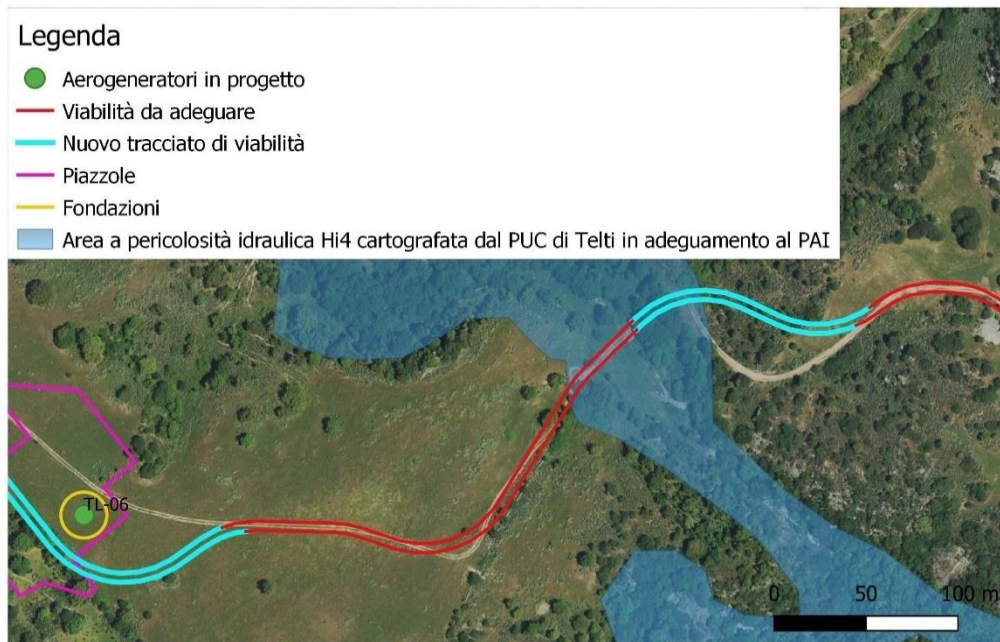 Legenda
Aerogeneratori in progetto
Viabilità da adeguare
Nuovo tracciato di viabilità
Piazzole
Fondazioni
Area a pericolosità idraulica Hi4 cartografata dal PUC di Telti in adeguamento al PAI
TL-06
0 50 100 m